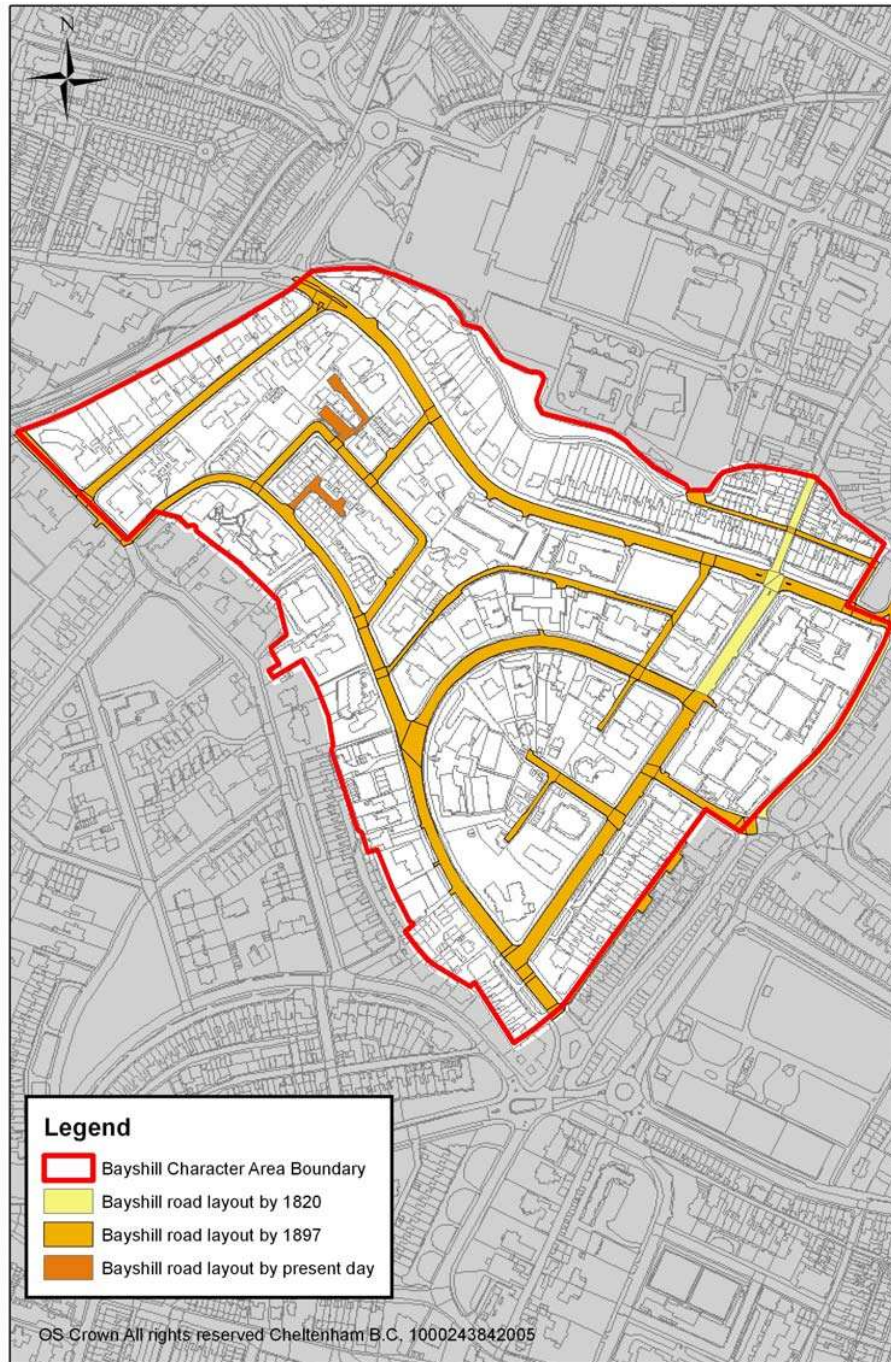 N
Legend
Bayshill Character Area Boundary
Bayshill road layout by 1820
Bayshill road layout by 1897
Bayshill road layout by present day
OS Crown All rights reserved Cheltenham B.C. 1000243842005